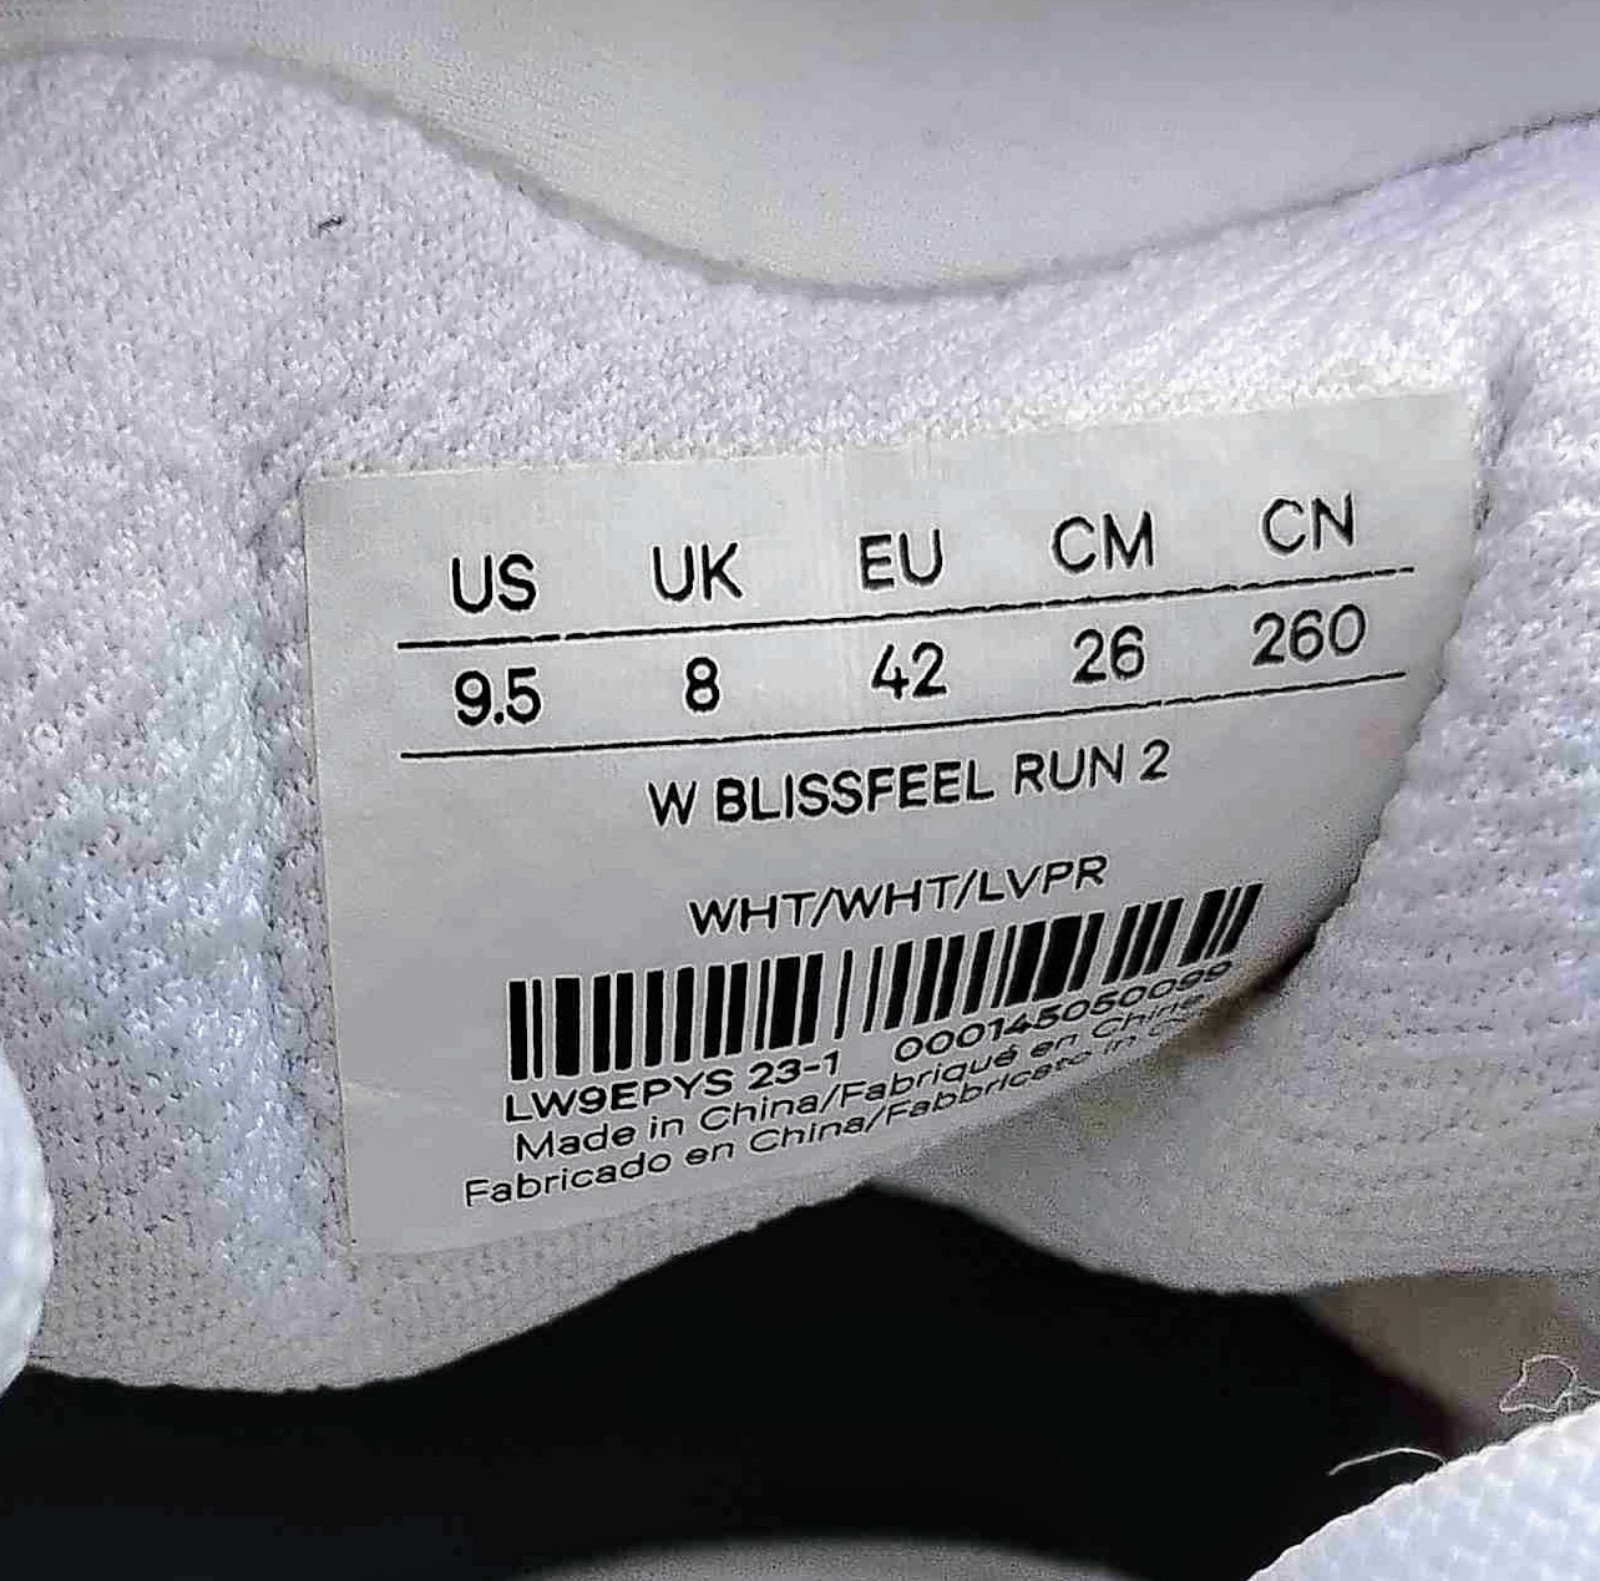 US UK EU CM CN
9.5 8 42 26 260
W BLISSFEEL RUN 2
WHT/WHT/LVPR
LW9EPYS 23-1 000145050099
Made in China/Fabriqué en Chine
Fabricado en China/Fabbricato in